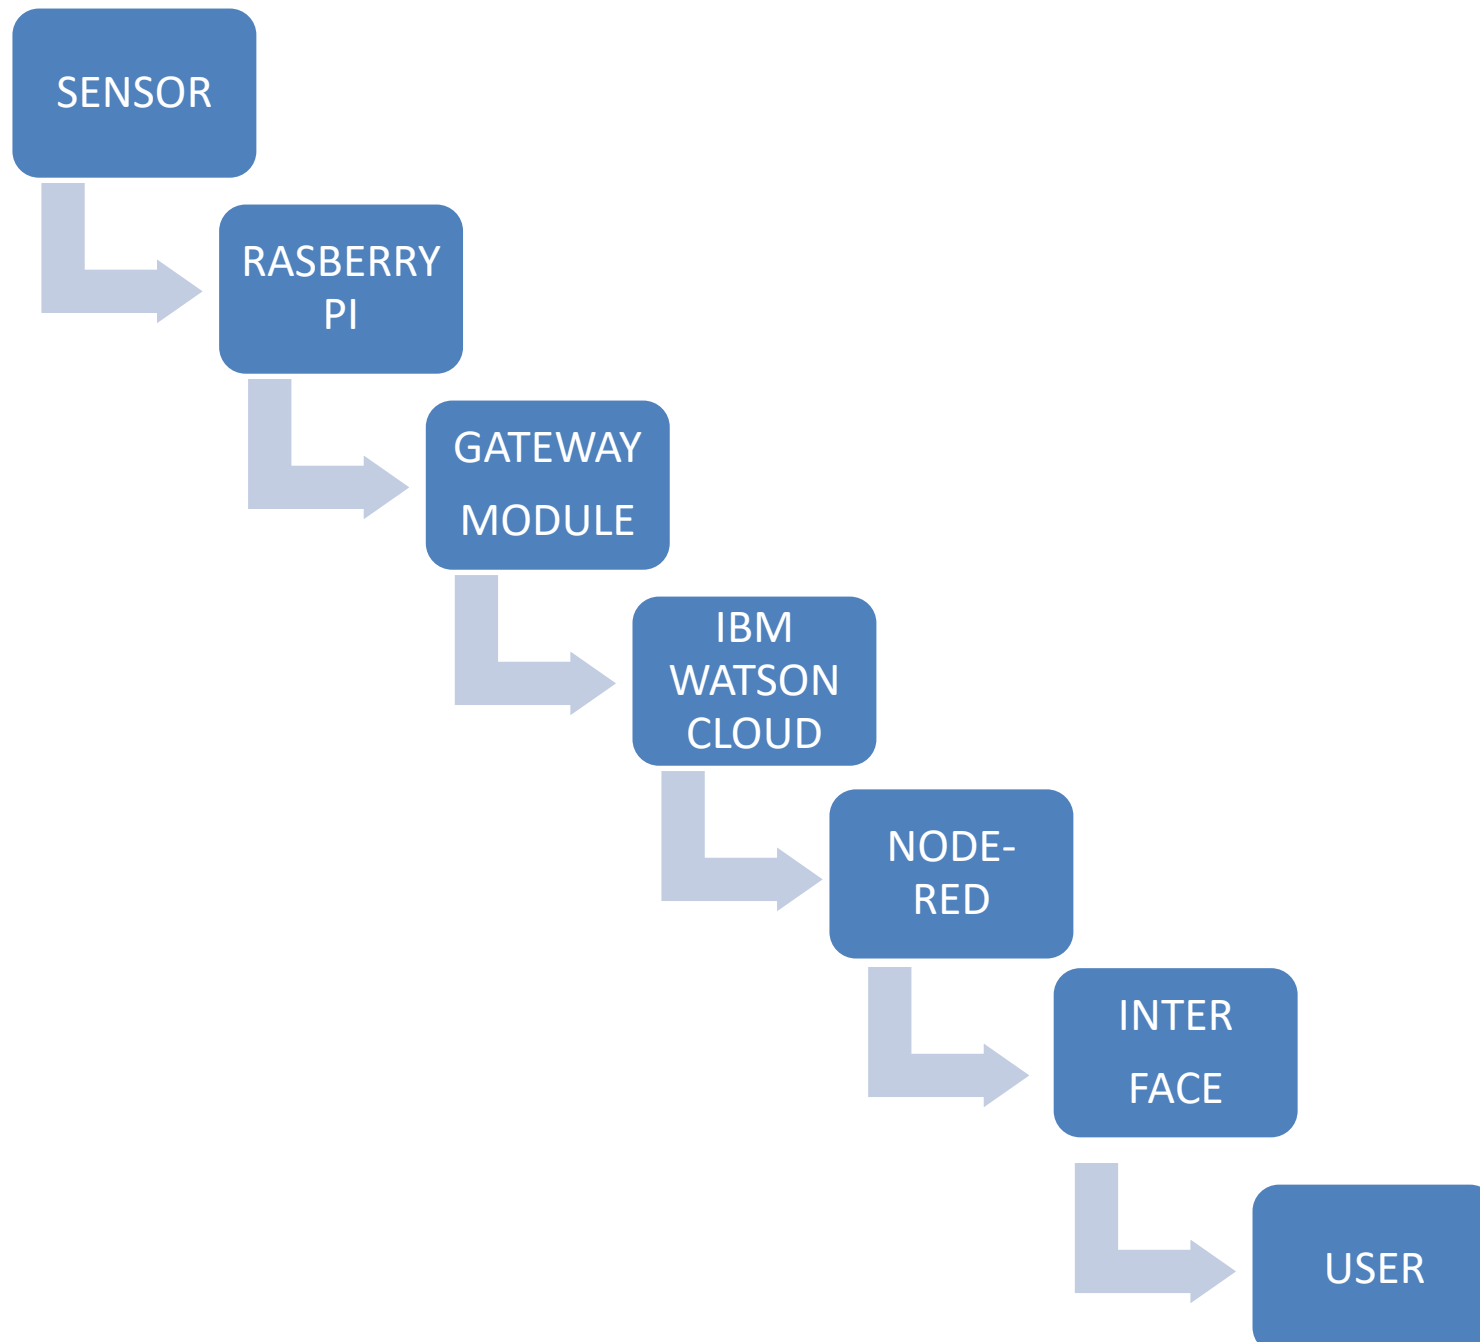 SENSOR
RASBERRY
PI
GATEWAY
MODULE
IBM
WATSON
CLOUD
NODE-
RED
INTER
FACE
USER